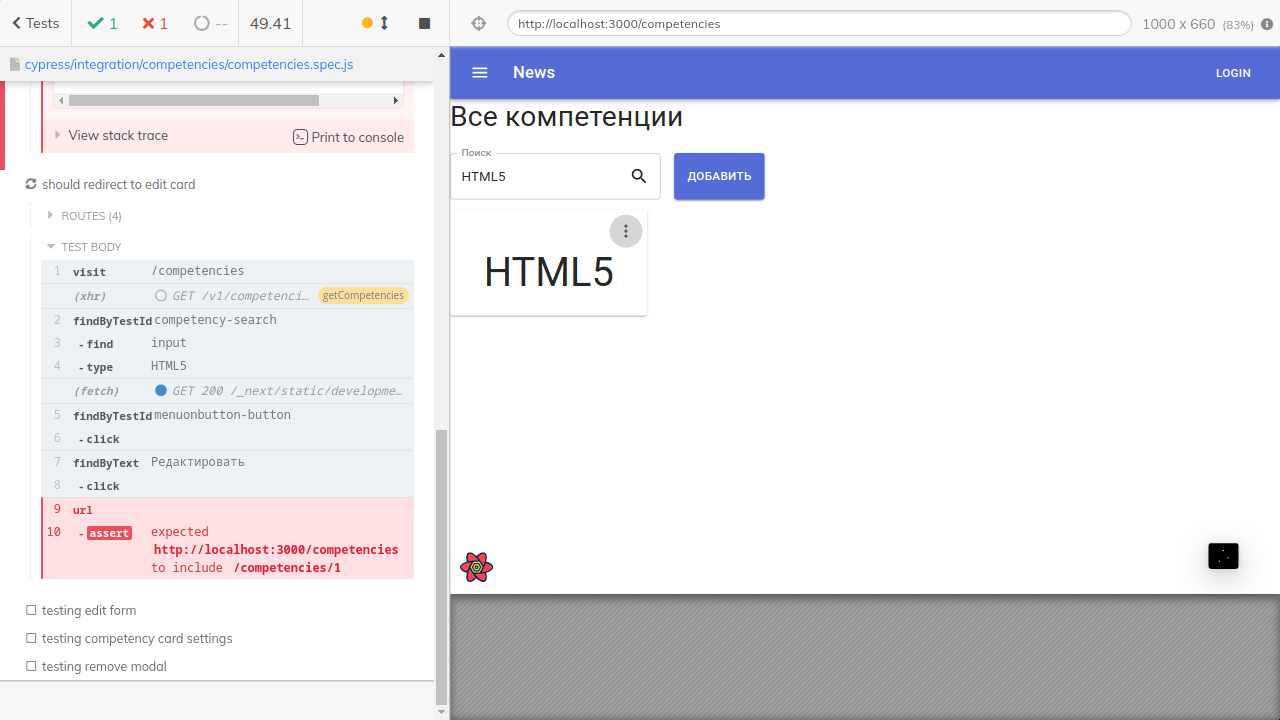 Tests
1
1
--
49.41
http://localhost:3000/competencies
1000 x 660 (83%)
cypress/integration/competencies/competencies.spec.js
View stack trace
Print to console
should redirect to edit card
ROUTES (4)
TEST BODY
1 visit /competencies
(xhr) GET /v1/competenci… getCompetencies
2 findByTestId competency-search
3 -find input
4 -type HTML5
(fetch) GET 200 /_next/static/developme…
5 findByTestId menuonbutton-button
6 -click
7 findByText Редактировать
8 -click
9 url
10 -assert expected
http://localhost:3000/competencies
to include /competencies/1
testing edit form
testing competency card settings
testing remove modal
News
LOGIN
Все компетенции
Поиск
HTML5
ДОБАВИТЬ
HTML5